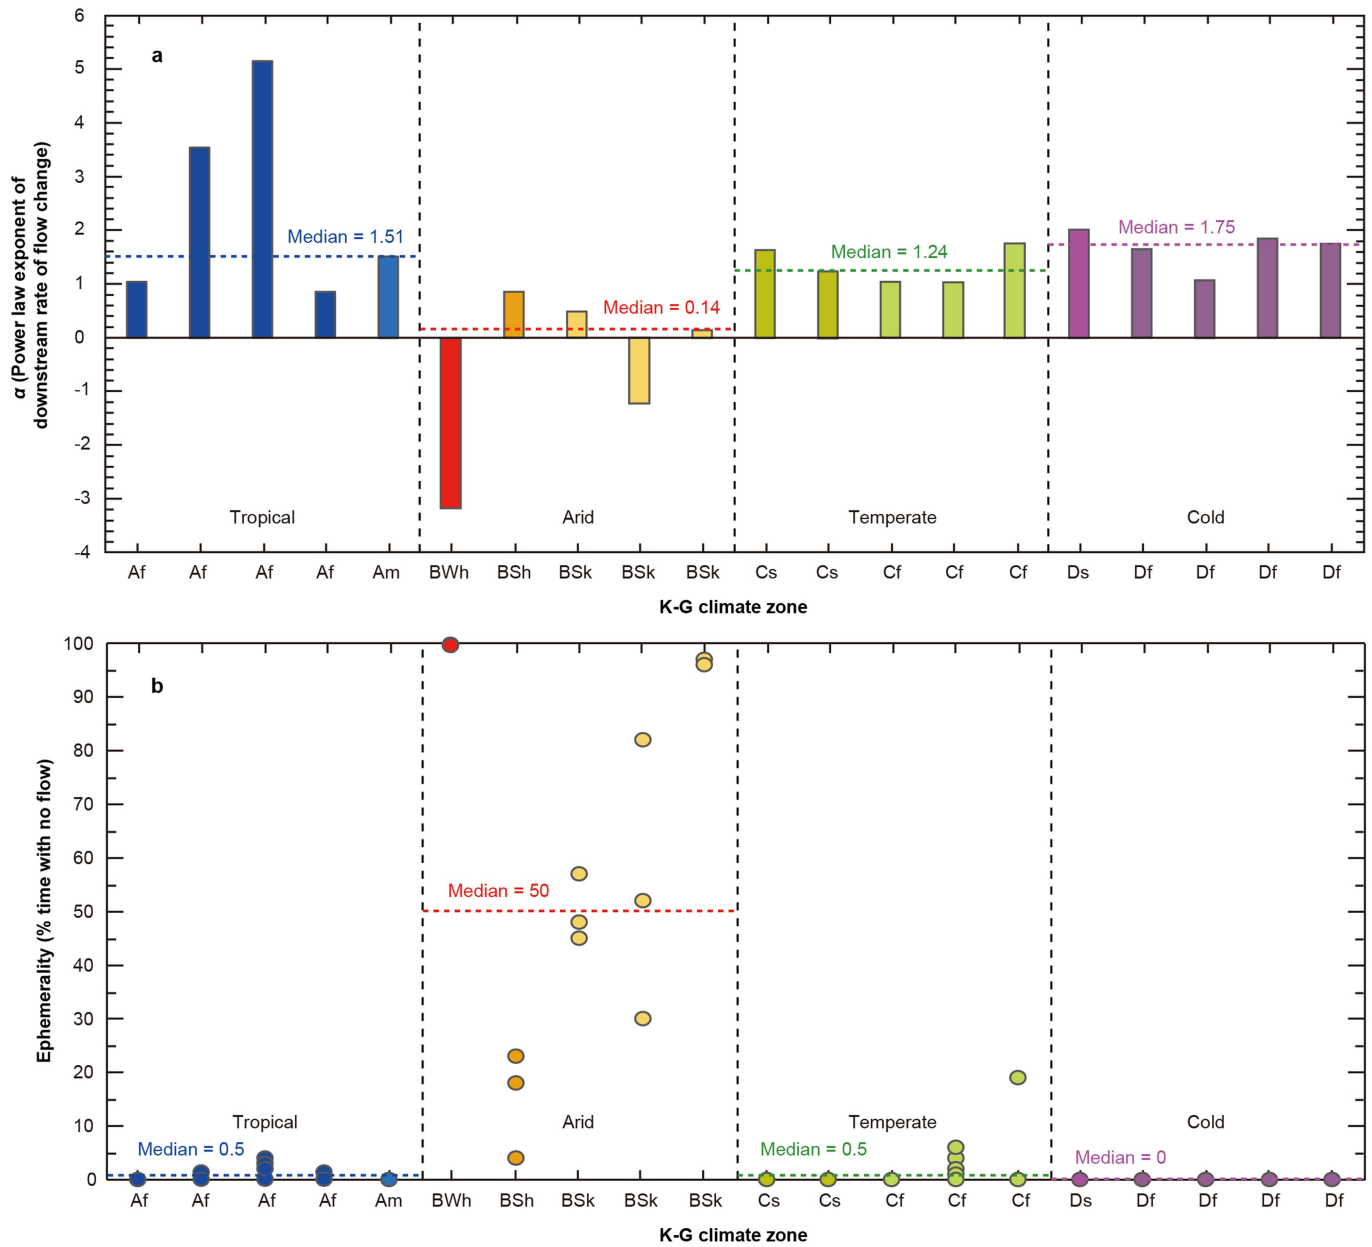 a
6
5
4
3
2
1
0
-1
-2
-3
-4
α (Power law exponent of
downstream rate of flow change)
Median = 1.51
Median = 0.14
Median = 1.24
Median = 1.75
Tropical Arid Temperate Cold
Af Af Af Af Am BWh BSh BSk BSk BSk Cs Cs Cf Cf Cf Ds Df Df Df Df
K-G climate zone
b
100
90
80
70
60
50
40
30
20
10
0
Ephemerality (% time with no flow)
Median = 50
Tropical Arid Temperate Cold
Median = 0.5
Median = 0.5
Median = 0
Af Af Af Af Am BWh BSh BSk BSk BSk Cs Cs Cf Cf Cf Ds Df Df Df Df
K-G climate zone